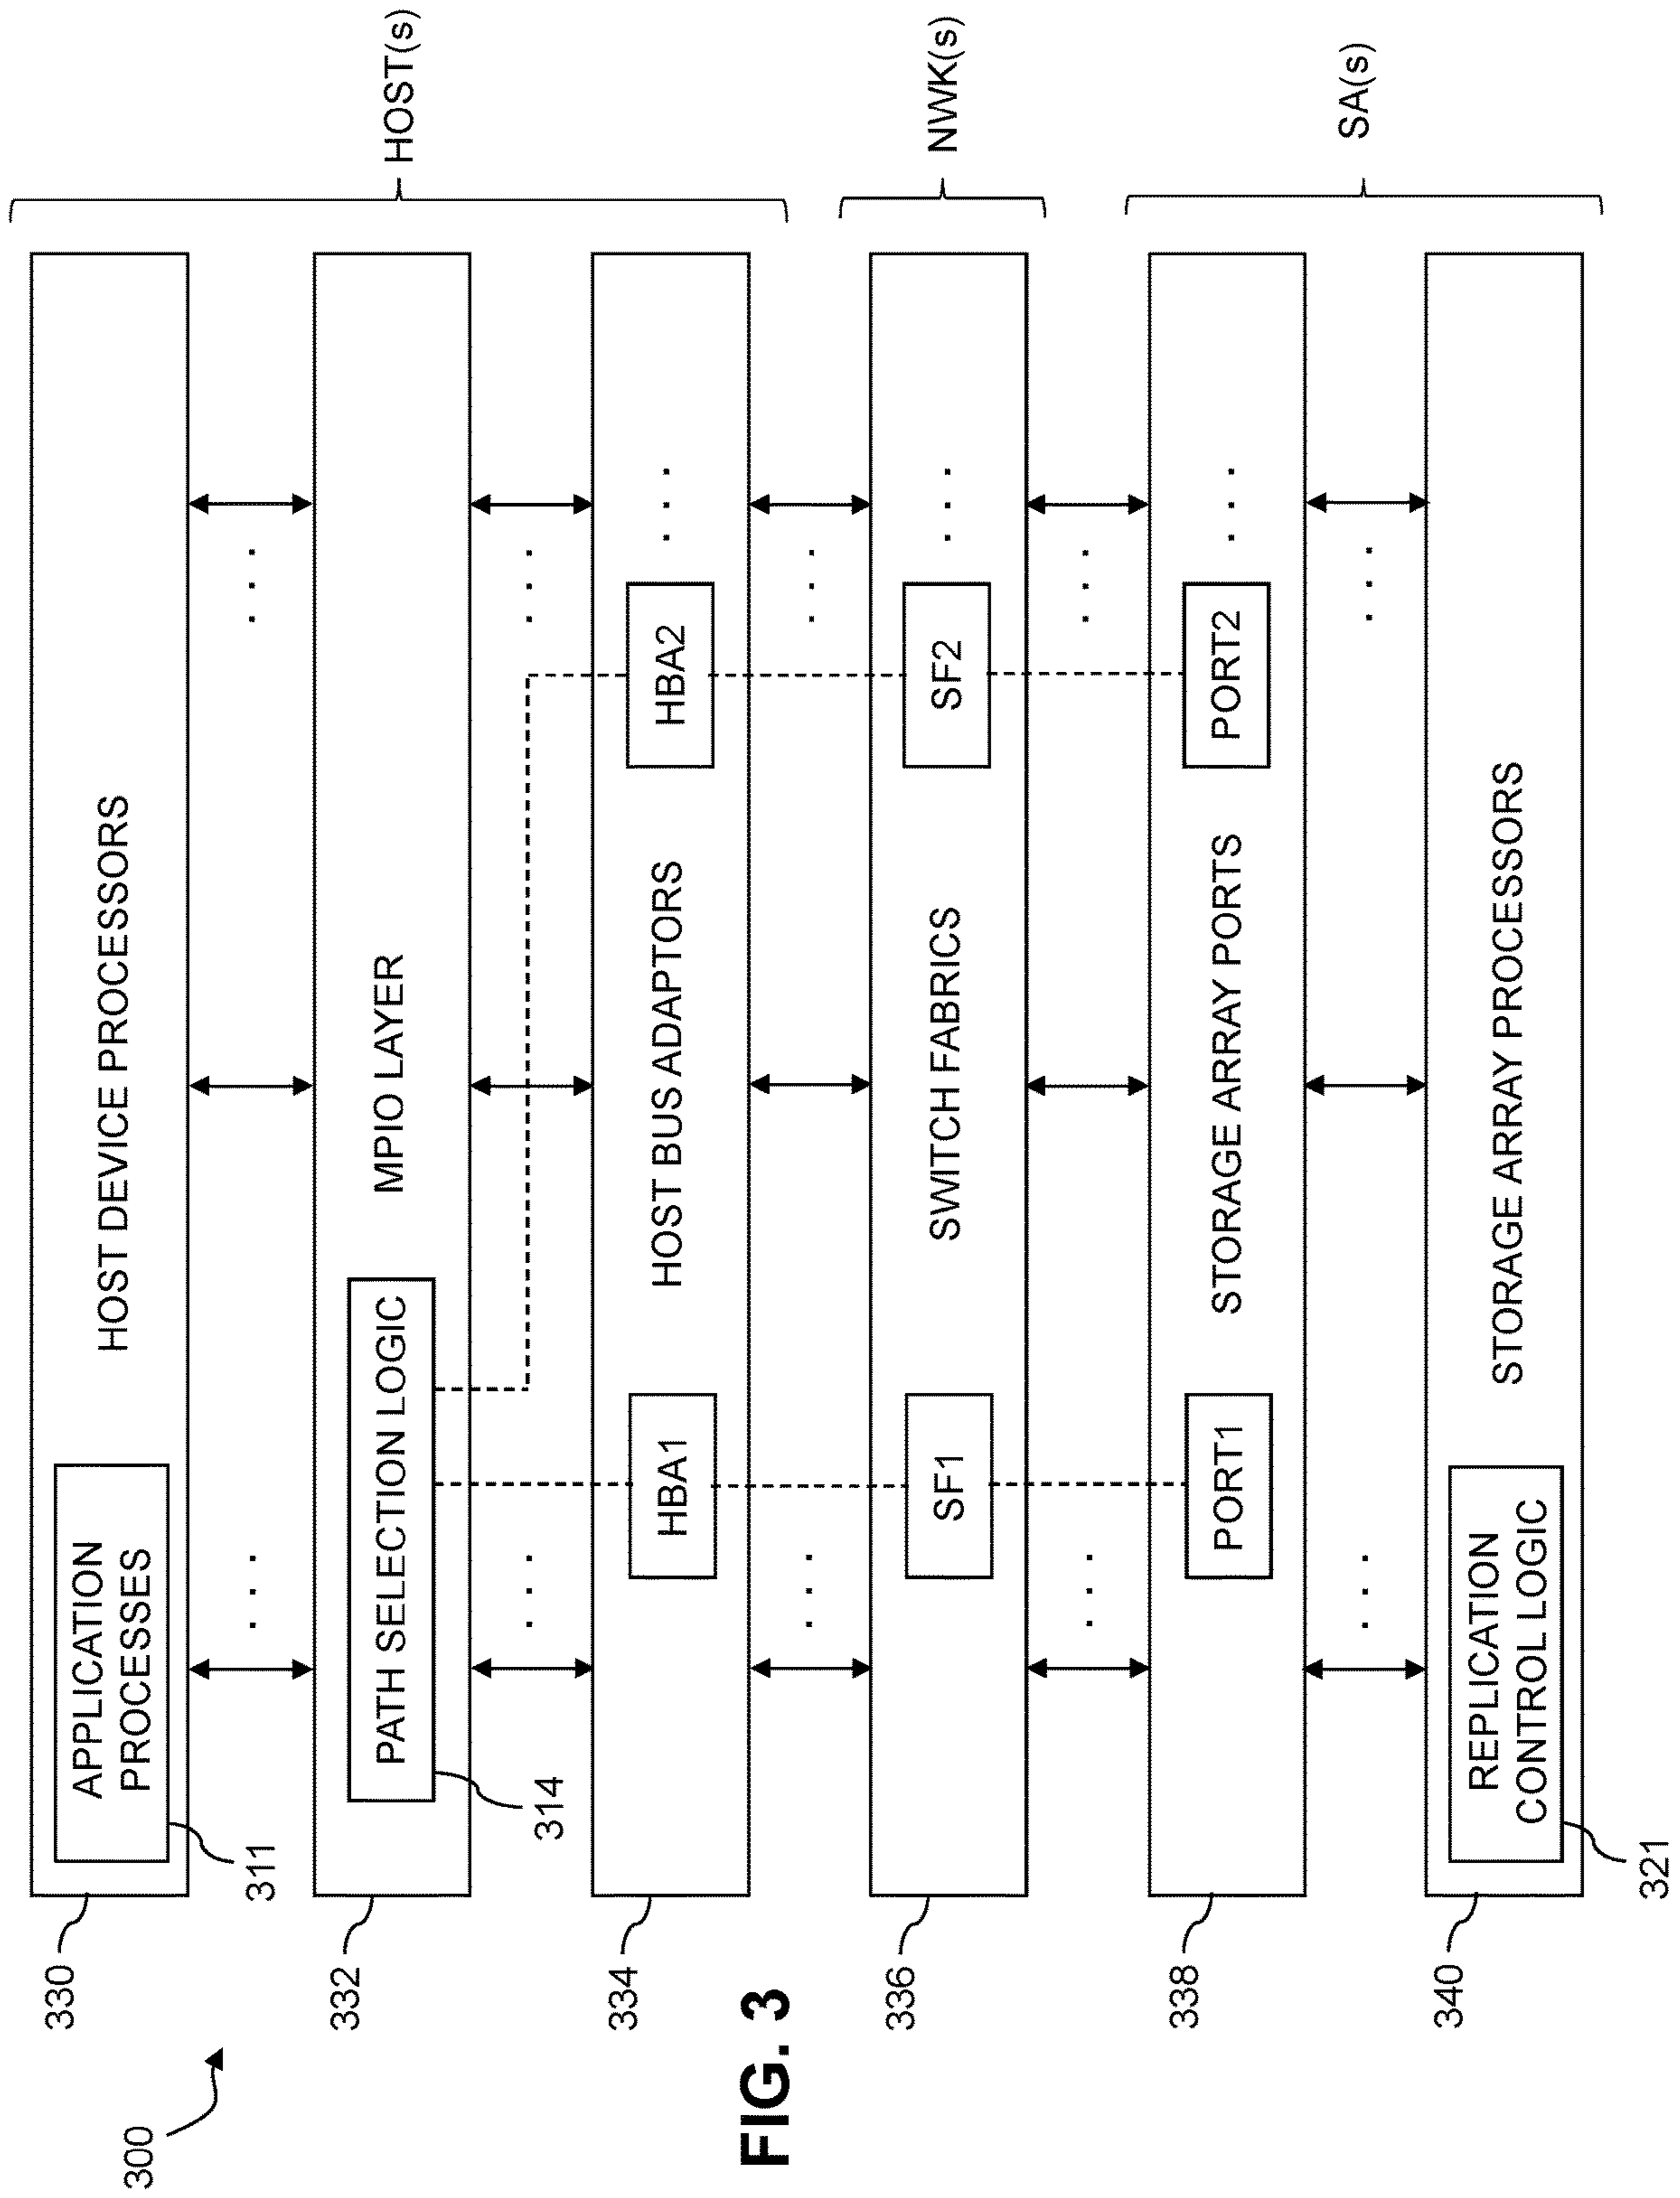 300
330
APPLICATION
PROCESSES
311
HOST DEVICE PROCESSORS
332
PATH SELECTION LOGIC
314
MPIO LAYER
334
HBA1
HOST BUS ADAPTORS
HBA2
. . .
HOST(s)
336
SF1
SWITCH FABRICS
SF2
. . .
NWK(s)
338
PORT1
STORAGE ARRAY PORTS
PORT2
. . .
340
REPLICATION
CONTROL LOGIC
321
STORAGE ARRAY PROCESSORS
SA(s)
FIG. 3